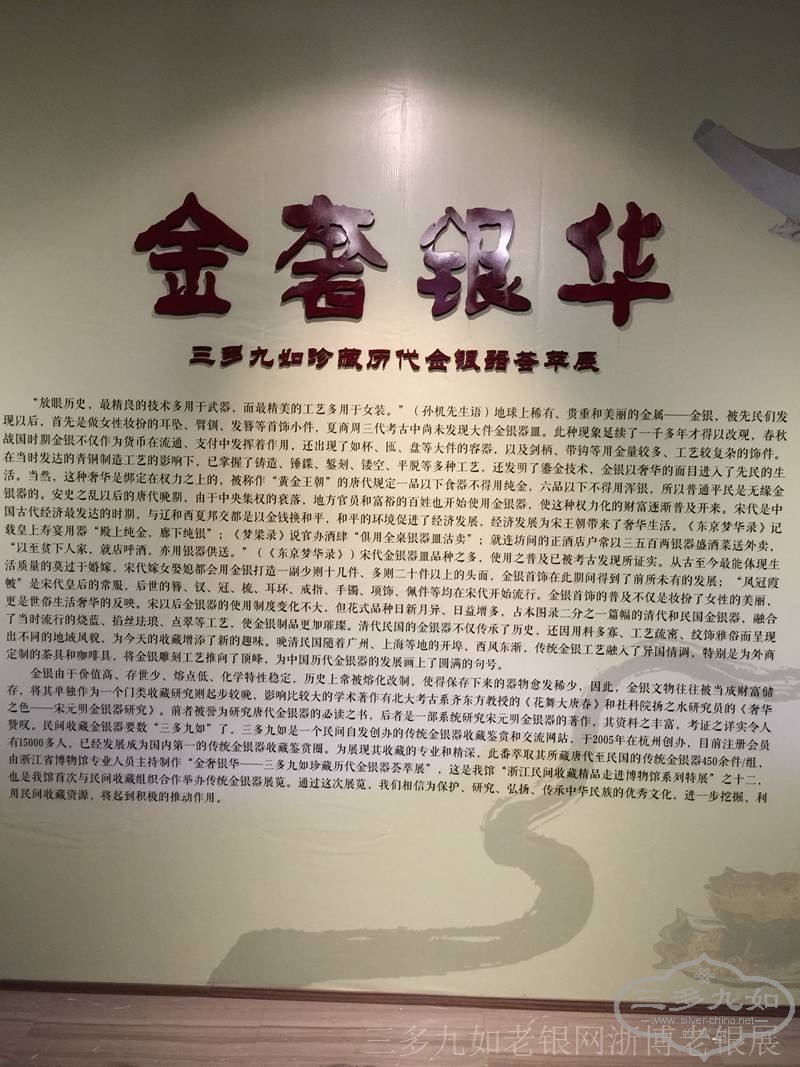 金奢银华
三多九如珍藏历代金银器荟萃展
“放眼历史，最精良的技术多用于武器，而最精美的工艺多用于女装。”（孙机先生语）地球上稀有、贵重和美丽的金属——金银，被先民们发
现以后，首先是做女性妆扮的耳坠、臂钏、发簪等首饰小件，夏商周三代考古中尚未发现大件金银器皿。此种现象延续了一千多年才得以改观，春秋
战国时期金银不仅作为货币在流通、支付中发挥着作用，还出现了如杯、匜、盘等大件的容器，以及剑柄、带钩等用金量较多、工艺较复杂的饰件。
在当时发达的青铜制造工艺的影响下，已掌握了铸造、锤鍱、錾刻、镂空、平脱等多种工艺，还发明了鎏金技术，金银以奢华的面目进入了先民的生
活。当然，这种奢华是绑定在权力之上的，被称作“黄金王朝”的唐代规定一品以下食器不得用纯金，六品以下不得用浑银，所以普通平民是无缘金
银器的。安史之乱以后的唐代晚期，由于中央集权的衰落，地方官员和富裕的百姓也开始使用金银器，使这种权力化的财富逐渐普及开来。宋代是中
国古代经济最发达的时期，与辽和西夏邦交都是以金钱换和平，和平的环境促进了经济发展，经济发展为宋王朝带来了奢华生活。《东京梦华录》记
载皇上寿宴用器“殿上纯金，廊下纯银”；《梦梁录》说官办酒肆“俱用全桌银器皿沽卖”；就连坊间的正酒店户常以三五百两银器盛酒菜送外卖，
“以至贫下人家，就店呼酒，亦用银器供送。”（《东京梦华录》）宋代金银器皿品种之多，使用之普及已被考古发现所证实。从古至今最能体现生
活质量的莫过于婚嫁，宋代嫁女娶媳都会用金银打造一副少则十几件、多则二十件以上的头面，金银首饰在此期间得到了前所未有的发展；“凤冠霞
帔”是宋代皇后的常服，后世的簪、钗、冠、梳、耳环、戒指、手镯、项饰、佩件等均在宋代开始流行。金银首饰的普及不仅是妆扮了女性的美丽，
更是世俗生活奢华的反映。宋以后金银器的使用制度变化不大，但花式品种日新月异、日益增多，古本图录二分之一篇幅的清代和民国金银器，融合
了当时流行的烧蓝、掐丝珐琅、点翠等工艺，使金银制品更加璀璨。清代民国的金银器不仅传承了历史，还因用料多寡、工艺疏密、纹饰雅俗而呈现
出不同的地域风貌，为今天的收藏增添了新的趣味。晚清民国随着广州、上海等地的开埠，西风东渐，传统金银工艺融入了异国情调，特别是为外商
定制的茶具和咖啡具，将金银雕刻工艺推向了顶峰，为中国历代金银器的发展画上了圆满的句号。
金银由于价值高、存世少、熔点低、化学特性稳定，历史上常被熔化改制，使得保存下来的器物愈发稀少，因此，金银文物往往被当成财富储
存，将其单独作为一个门类收藏研究则起步较晚，影响比较大的学术著作有北大考古系齐东方教授的《花舞大唐春》和社科院扬之水研究员的《奢华
之色——宋元明金银器研究》。前者被誉为研究唐代金银器的必读之书，后者是一部系统研究宋元明金银器的著作，其资料之丰富，考证之详实令人
赞叹。民间收藏金银器要数“三多九如”了，三多九如是一个民间自发创办的传统金银器收藏鉴赏和交流网站，于2005年在杭州创办，目前注册会员
有15000多人，已经发展成为国内第一的传统金银器收藏鉴赏圈。为展现其收藏的专业和精深，此番萃取其所藏唐代至民国的传统金银器450余件/组，
由浙江省博物馆专业人员主持制作“金奢银华——三多九如珍藏历代金银器荟萃展”，这是我馆“浙江民间收藏精品走进博物馆系列特展”之十二，
也是我馆首次与民间收藏组织合作举办传统金银器展览。通过这次展览，我们相信为保护、研究、弘扬、传承中华民族的优秀文化，进一步挖掘、利
用民间收藏资源，将起到积极的推动作用。
三多九如
www.silver-china.net
三多九如老银网浙博老银展